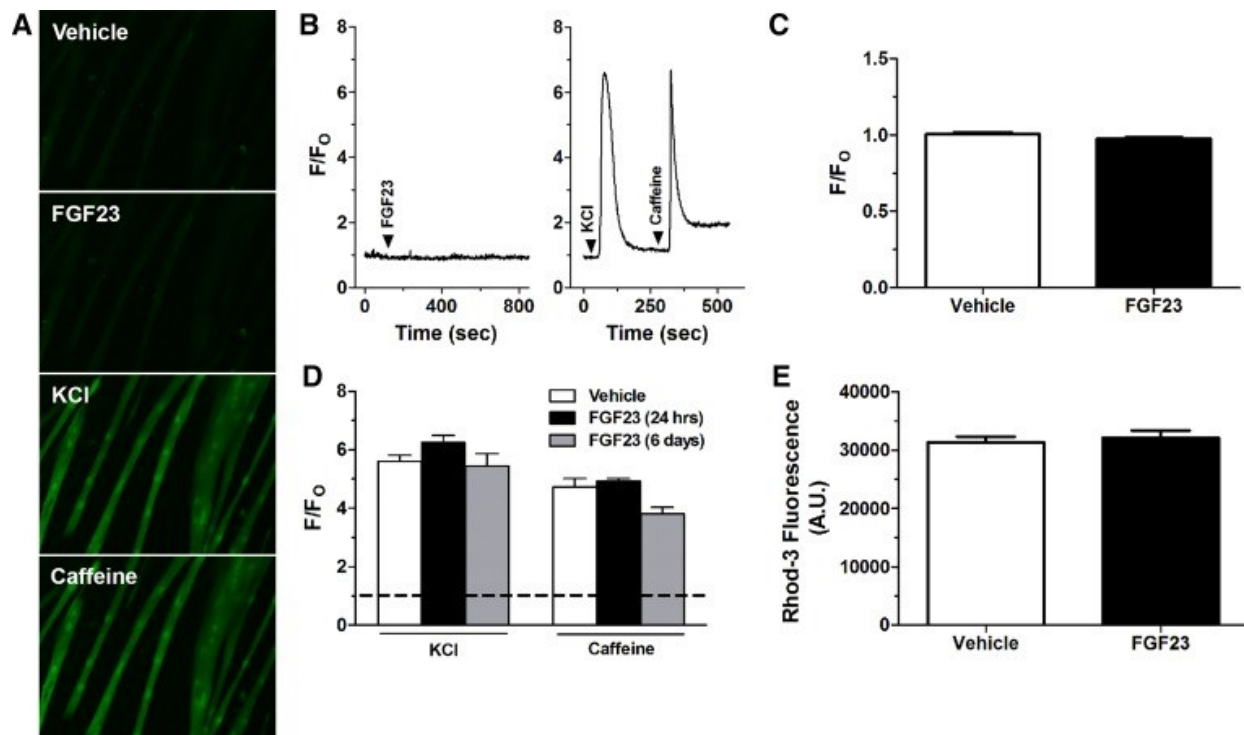 A
Vehicle
FGF23
KCl
Caffeine
B
8
6
4
2
0
F/FO
FGF23
0 400 800
Time (sec)
8
6
4
2
0
KCl
Caffeine
0 250 500
Time (sec)
C
1.5
1.0
0.5
0.0
F/FO
Vehicle FGF23
D
8
6
4
2
0
F/FO
Vehicle
FGF23 (24 hrs)
FGF23 (6 days)
KCl Caffeine
E
40000
30000
20000
10000
0
Rhod-3 Fluorescence
(A.U.)
Vehicle FGF23